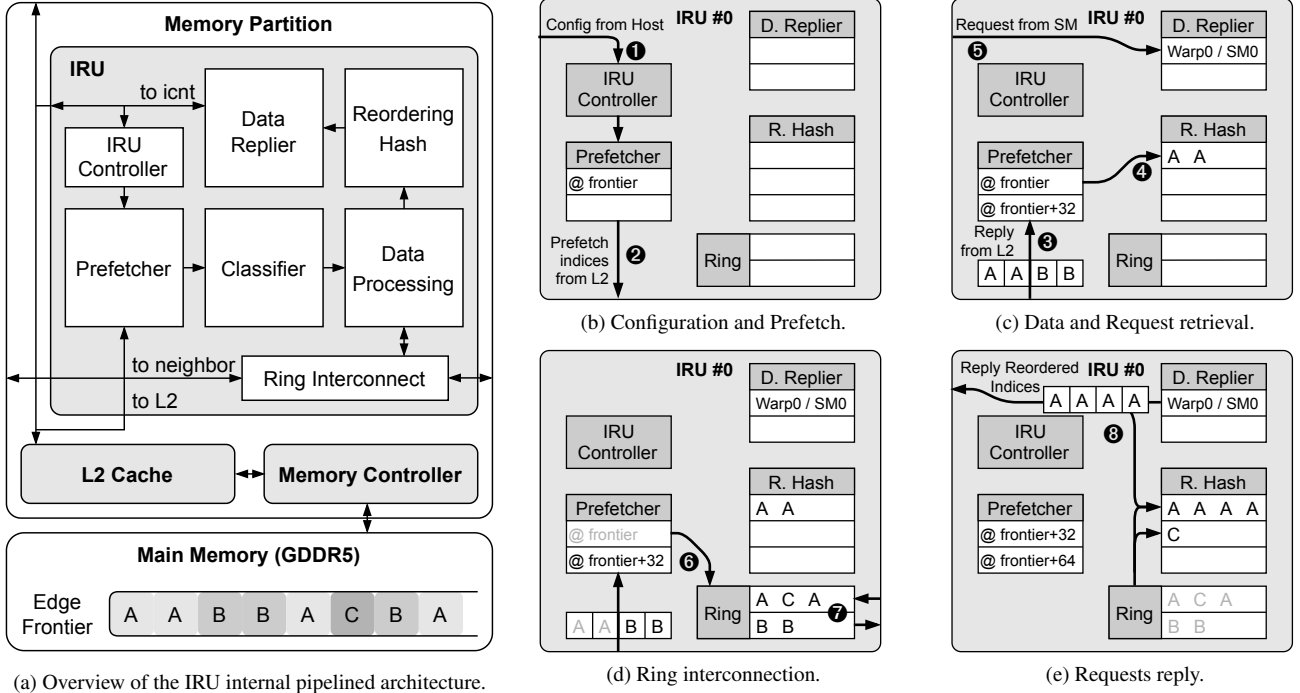 Memory Partition
IRU
to icnt
IRU
Controller
Data
Replier
Reordering
Hash
Prefetcher
Classifier
Data
Processing
to neighbor
Ring Interconnect
to L2
L2 Cache
Memory Controller
Main Memory (GDDR5)
Edge
Frontier
A A B B A C B A
(a) Overview of the IRU internal pipelined architecture.
IRU #0
Config from Host
❶
IRU
Controller
Prefetcher
@ frontier
Prefetch
indices
from L2
❷
D. Replier
R. Hash
Ring
(b) Configuration and Prefetch.
IRU #0
Request from SM
❺
D. Replier
Warp0 / SM0
IRU
Controller
R. Hash
A A
Prefetcher
@ frontier
@ frontier+32
❹
Reply
from L2
❸
A A B B
Ring
(c) Data and Request retrieval.
IRU #0
D. Replier
Warp0 / SM0
IRU
Controller
R. Hash
A A
Prefetcher
@ frontier
@ frontier+32
❻
A A B B
Ring
A C A
B B
❼
(d) Ring interconnection.
IRU #0
Reply Reordered
Indices
A A A A
D. Replier
Warp0 / SM0
❽
IRU
Controller
R. Hash
A A A A
C
Prefetcher
@ frontier+32
@ frontier+64
Ring
A C A
B B
(e) Requests reply.